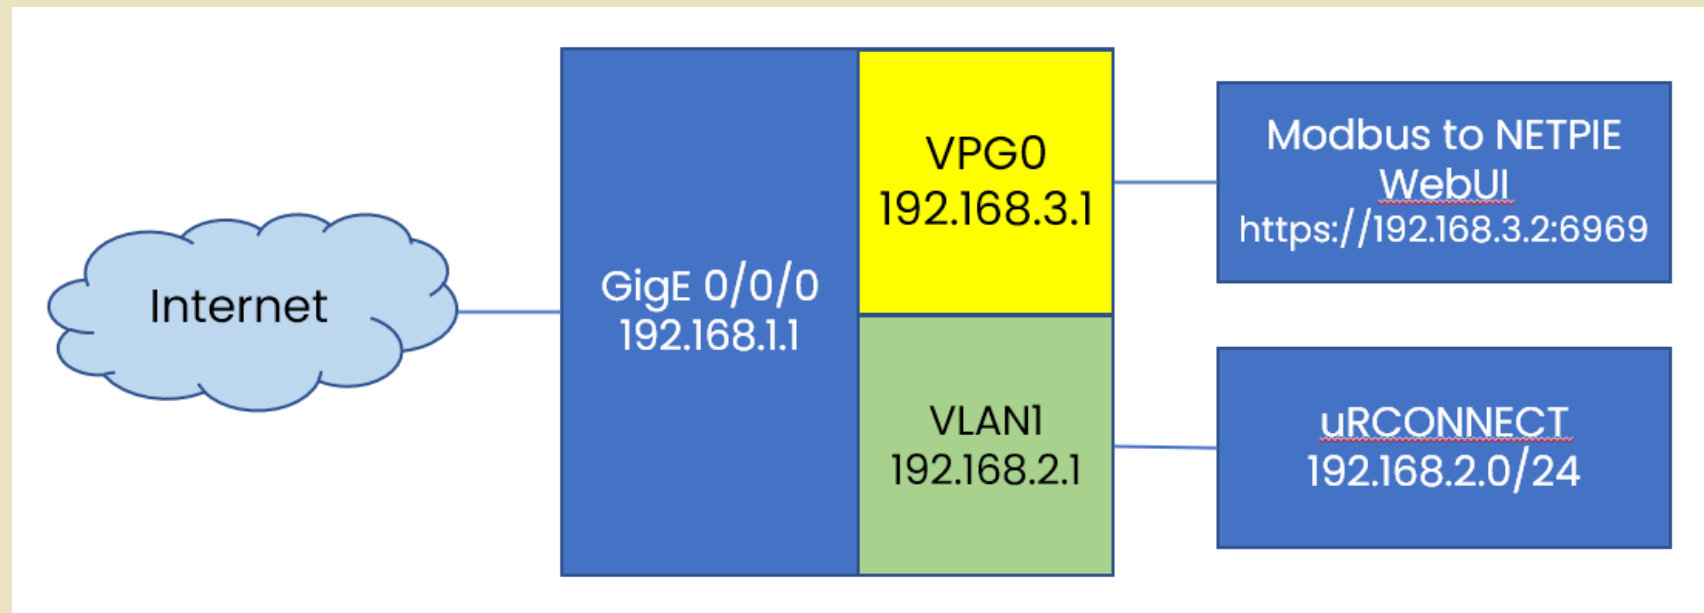 Internet
GigE 0/0/0
192.168.1.1
VPG0
192.168.3.1
VLAN1
192.168.2.1
Modbus to NETPIE
WebUI
https://192.168.3.2:6969
uRCONNECT
192.168.2.0/24